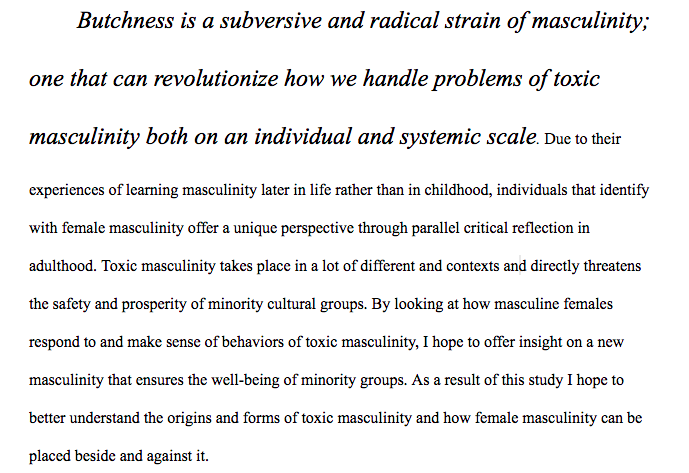 Butchness is a subversive and radical strain of masculinity;
one that can revolutionize how we handle problems of toxic
masculinity both on an individual and systemic scale. Due to their
experiences of learning masculinity later in life rather than in childhood, individuals that identify
with female masculinity offer a unique perspective through parallel critical reflection in
adulthood. Toxic masculinity takes place in a lot of different and contexts and directly threatens
the safety and prosperity of minority cultural groups. By looking at how masculine females
respond to and make sense of behaviors of toxic masculinity, I hope to offer insight on a new
masculinity that ensures the well-being of minority groups. As a result of this study I hope to
better understand the origins and forms of toxic masculinity and how female masculinity can be
placed beside and against it.